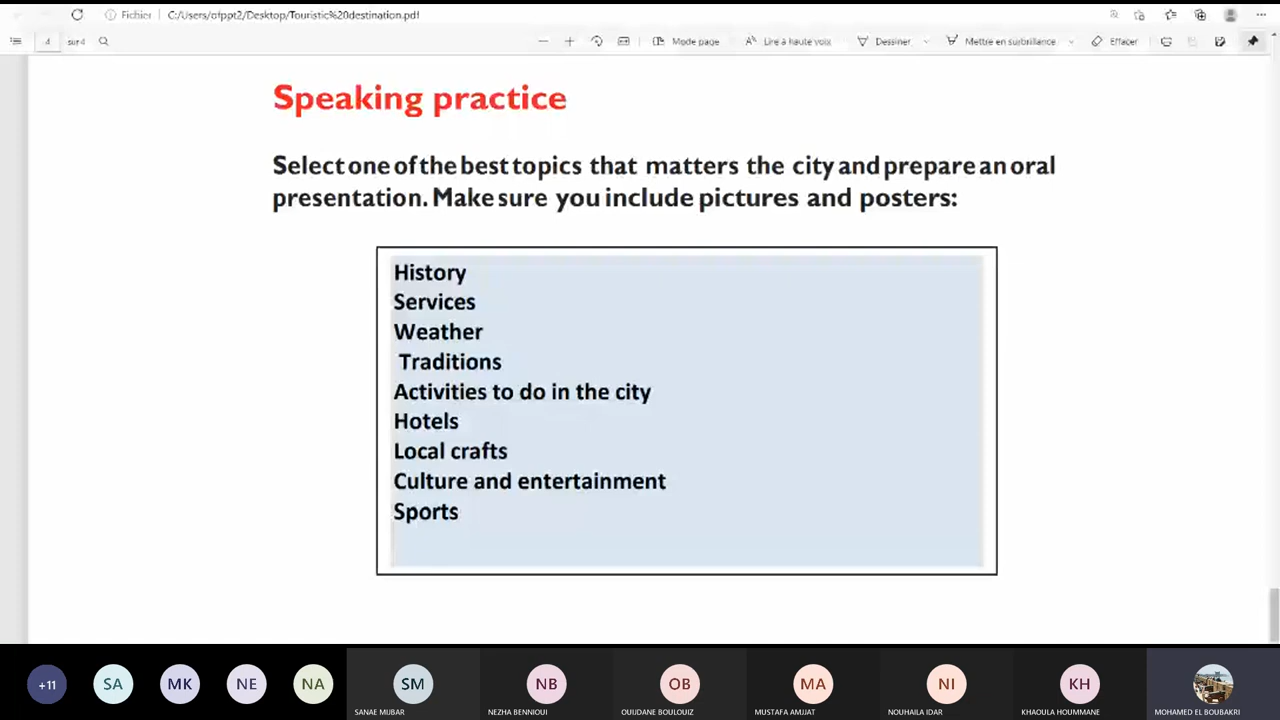 Fichier
C:/Users/ofppt2/Desktop/Touristic%20destination.pdf
4 sur 4
Mode page
Lire à haute voix
Dessiner
Mettre en surbrillance
Effacer
Speaking practice
Select one of the best topics that matters the city and prepare an oral
presentation. Make sure you include pictures and posters:
History
Services
Weather
Traditions
Activities to do in the city
Hotels
Local crafts
Culture and entertainment
Sports
+11
SA
MK
NE
NA
SM
NB
OB
MA
NI
KH
SANAE MIJBAR
NEZHA BENNIOUI
OUIJDANE BOULOUIZ
MUSTAFA AMJJAT
NOUHAILA IDAR
KHAOULA HOUMMANE
MOHAMED EL BOUBAKRI